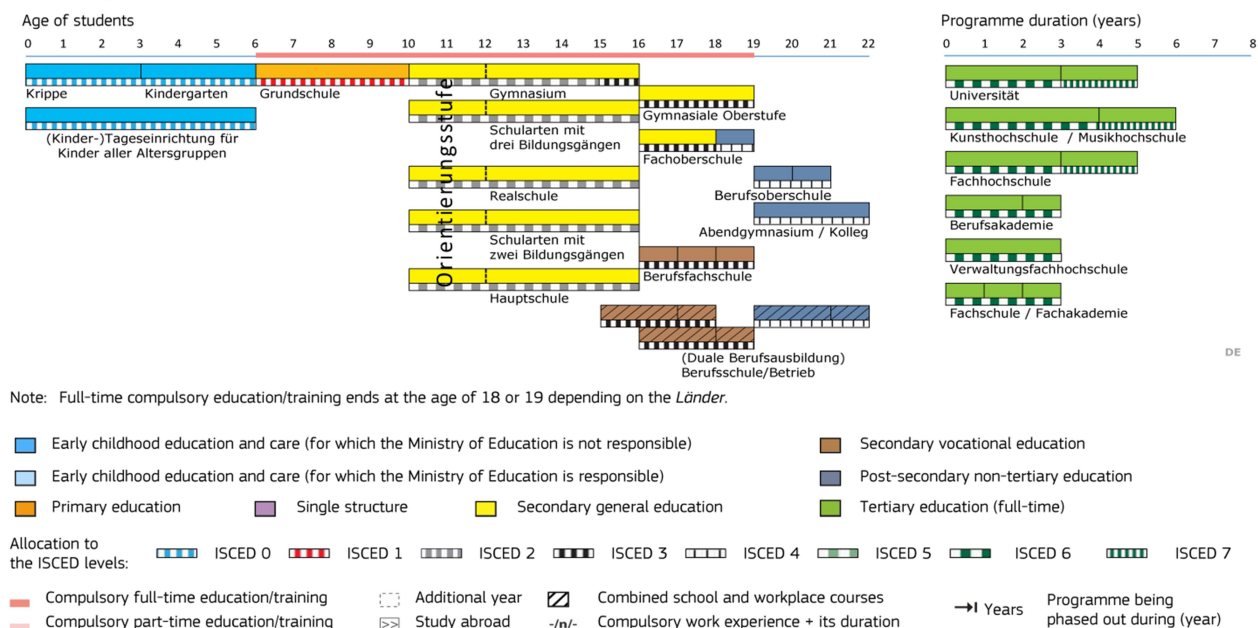 Age of students
Programme duration (years)
0 1 2 3 4 5 6 7 8 9 10 11 12 13 14 15 16 17 18 19 20 21 22
0 1 2 3 4 5 6 7 8
Krippe
Kindergarten
Grundschule
Gymnasium
(Kinder-)Tageseinrichtung für
Kinder aller Altersgruppen
Orientierungsstufe
Gymnasiale Oberstufe
Schularten mit
drei Bildungsgängen
Fachoberschule
Realschule
Berufsoberschule
Abendgymnasium / Kolleg
Schularten mit
zwei Bildungsgängen
Berufsfachschule
Hauptschule
(Duale Berufsausbildung)
Berufsschule/Betrieb
Universität
Kunsthochschule / Musikhochschule
Fachhochschule
Berufsakademie
Verwaltungsfachhochschule
Fachschule / Fachakademie
DE
Note: Full-time compulsory education/training ends at the age of 18 or 19 depending on the Länder.
Early childhood education and care (for which the Ministry of Education is not responsible)
Secondary vocational education
Early childhood education and care (for which the Ministry of Education is responsible)
Post-secondary non-tertiary education
Primary education
Single structure
Secondary general education
Tertiary education (full-time)
Allocation to
the ISCED levels:
ISCED 0
ISCED 1
ISCED 2
ISCED 3
ISCED 4
ISCED 5
ISCED 6
ISCED 7
Compulsory full-time education/training
Additional year
Combined school and workplace courses
Years
Programme being
phased out during (year)
Compulsory part-time education/training
>>
Study abroad
-/n/-
Compulsory work experience + its duration